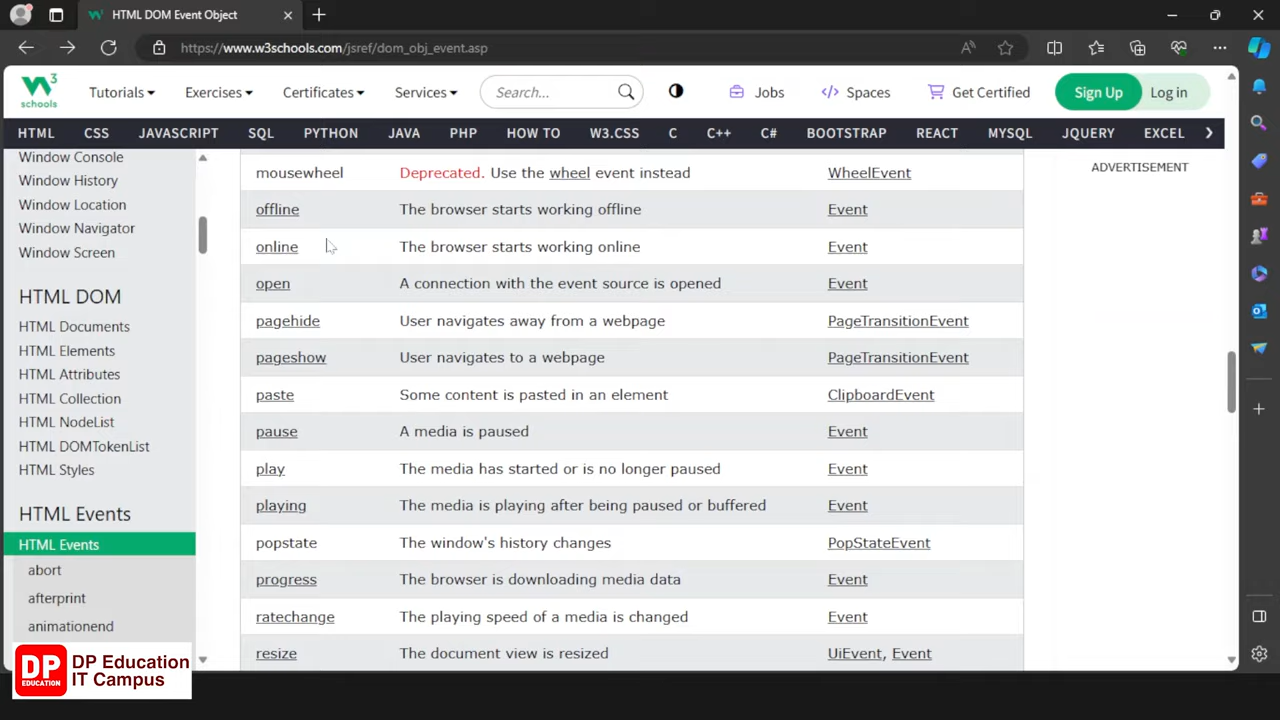 HTML DOM Event Object
https://www.w3schools.com/jsref/dom_obj_event.asp
W3 schools
Tutorials
Exercises
Certificates
Services
Search...
Jobs
Spaces
Get Certified
Sign Up
Log in
HTML CSS JAVASCRIPT SQL PYTHON JAVA PHP HOW TO W3.CSS C C++ C# BOOTSTRAP REACT MYSQL JQUERY EXCEL
Window Console
Window History
Window Location
Window Navigator
Window Screen
HTML DOM
HTML Documents
HTML Elements
HTML Attributes
HTML Collection
HTML NodeList
HTML DOMTokenList
HTML Styles
HTML Events
HTML Events
abort
afterprint
animationend
mousewheel Deprecated. Use the wheel event instead WheelEvent
offline The browser starts working offline Event
online The browser starts working online Event
open A connection with the event source is opened Event
pagehide User navigates away from a webpage PageTransitionEvent
pageshow User navigates to a webpage PageTransitionEvent
paste Some content is pasted in an element ClipboardEvent
pause A media is paused Event
play The media has started or is no longer paused Event
playing The media is playing after being paused or buffered Event
popstate The window's history changes PopStateEvent
progress The browser is downloading media data Event
ratechange The playing speed of a media is changed Event
resize The document view is resized UiEvent, Event
ADVERTISEMENT
DP
EDUCATION
DP Education
IT Campus